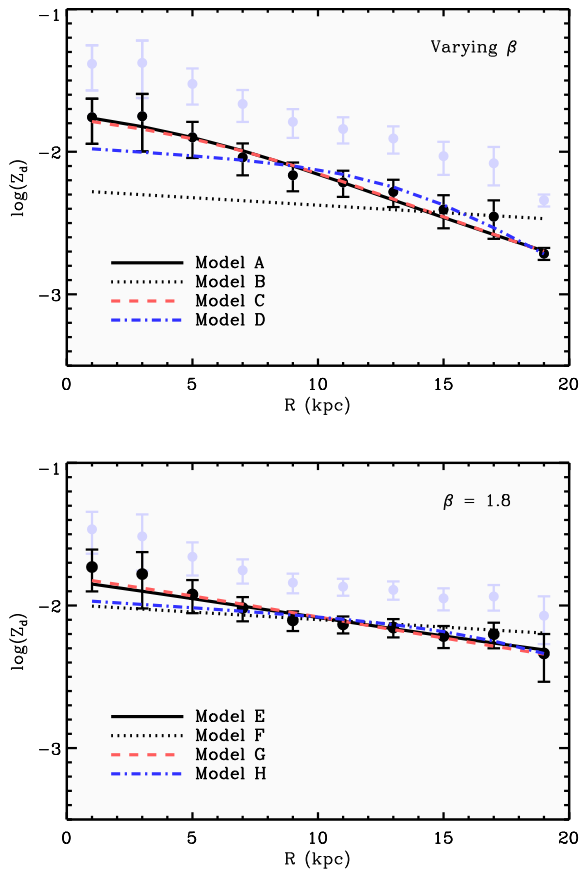 -1
Varying β
-2
log(Z_d)
-3
Model A
Model B
Model C
Model D
0 5 10 15 20
R (kpc)
-1
β = 1.8
-2
log(Z_d)
-3
Model E
Model F
Model G
Model H
0 5 10 15 20
R (kpc)